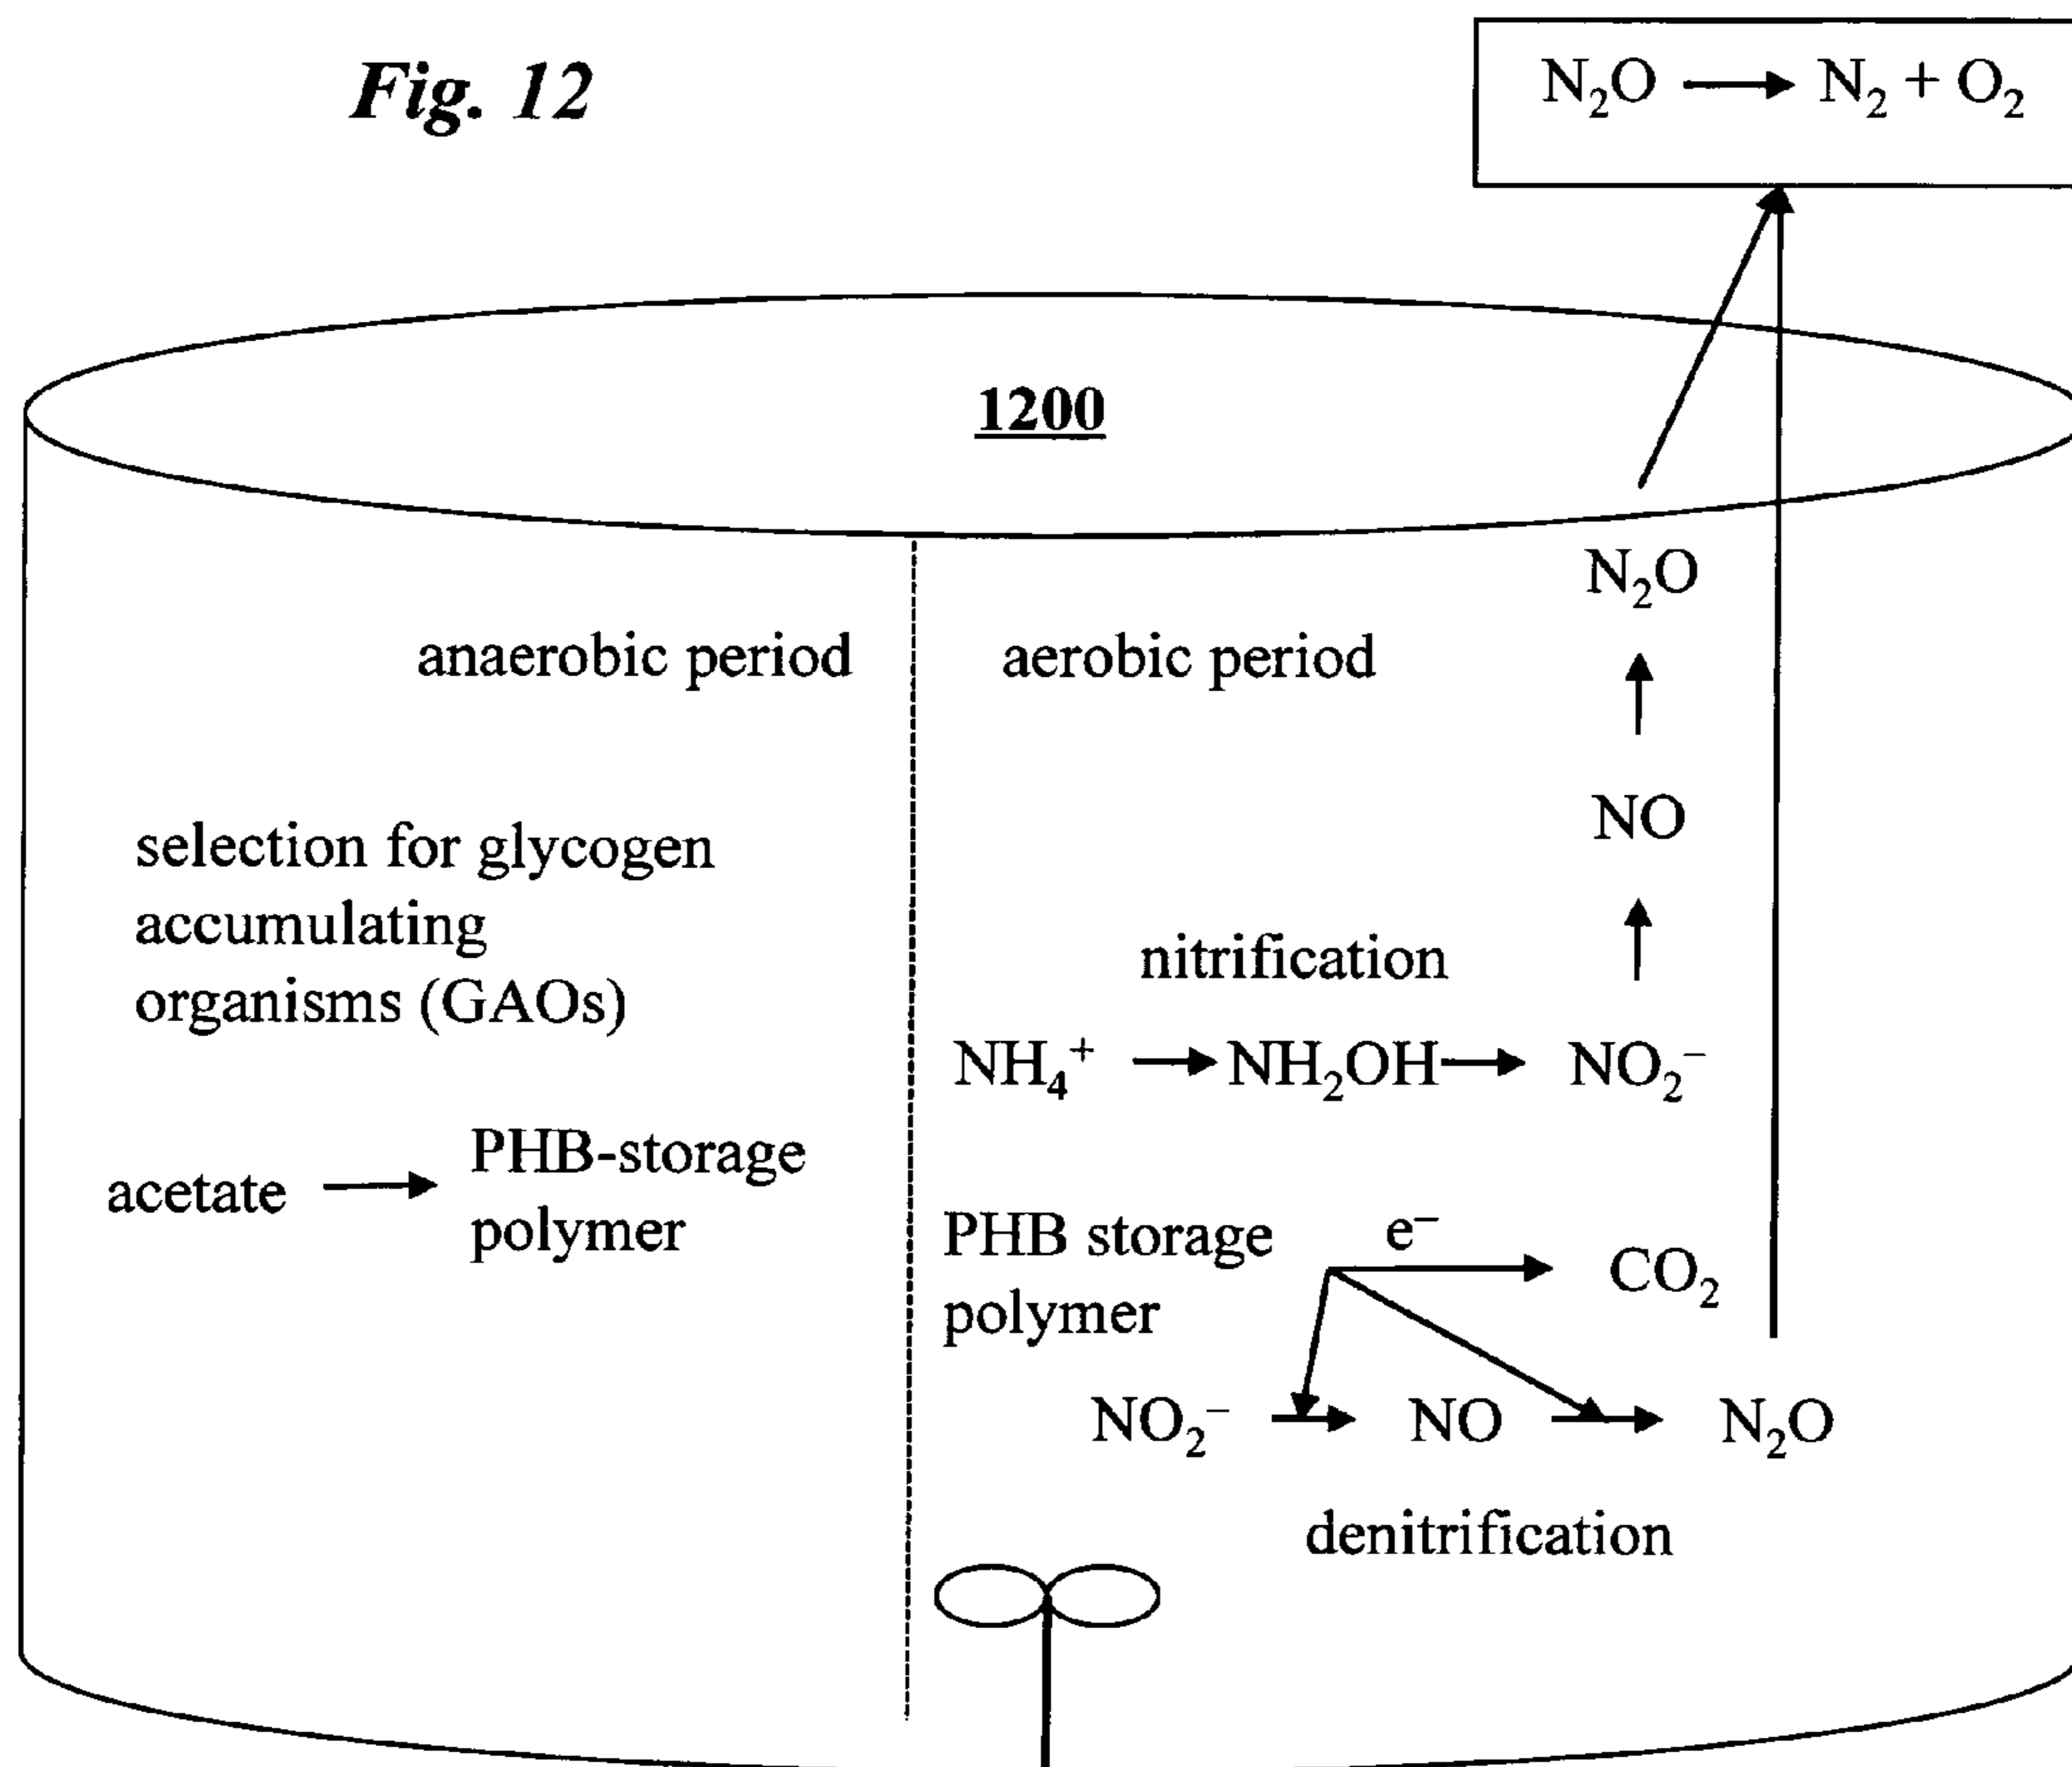 Fig. 12
N₂O → N₂ + O₂
1200
anaerobic period
selection for glycogen
accumulating
organisms (GAOs)
acetate → PHB-storage
polymer
aerobic period
N₂O
NO
nitrification
NH₄⁺ → NH₂OH → NO₂⁻
PHB storage
polymer
e⁻
CO₂
NO₂⁻ → NO → N₂O
denitrification